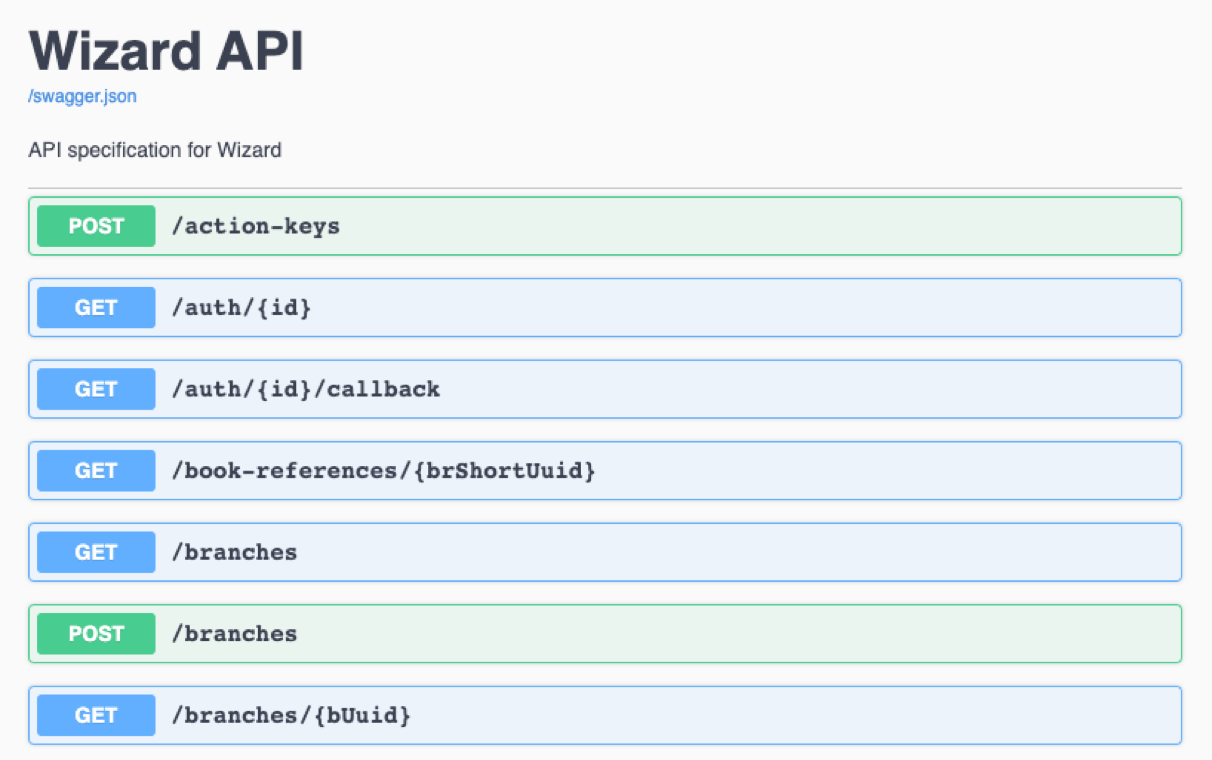 Wizard API
/swagger.json
API specification for Wizard
POST /action-keys
GET /auth/{id}
GET /auth/{id}/callback
GET /book-references/{brShortUuid}
GET /branches
POST /branches
GET /branches/{bUuid}